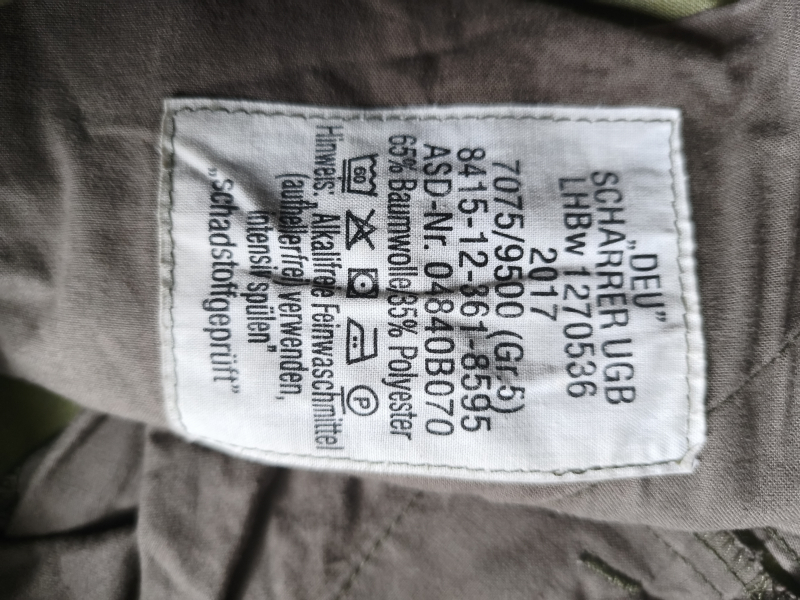 „DEU”
SCHARRER UGB
LHBw 1270536
2017
7075/9500 (Gr.5)
8415-12-361-8595
ASD-Nr. 04840B070
65% Baumwolle/35% Polyester
60 P
Hinweis: „Alkalifreie Feinwaschmittel
(aufhellerfrei) verwenden,
intensiv spülen”
„schadstoffgeprüft”